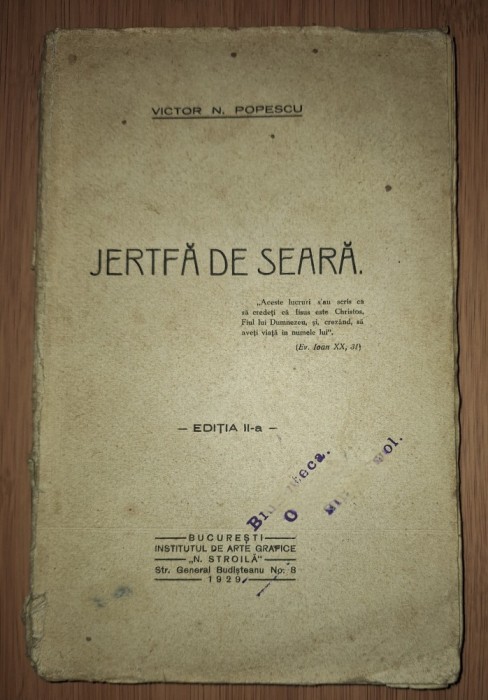 VICTOR N. POPESCU
JERTFĂ DE SEARĂ.
„Aceste lucruri s'au scris ca
să credeți că Iisus este Christos,
Fiul lui Dumnezeu, și, crezând, să
aveți viață in numele lui".
(Ev. Ioan XX, 31)
— EDIȚIA II-a —
BUCUREȘTI
INSTITUTUL DE ARTE GRAFICE
„N. STROILĂ"
Str. General Budișteanu No. 8
1929